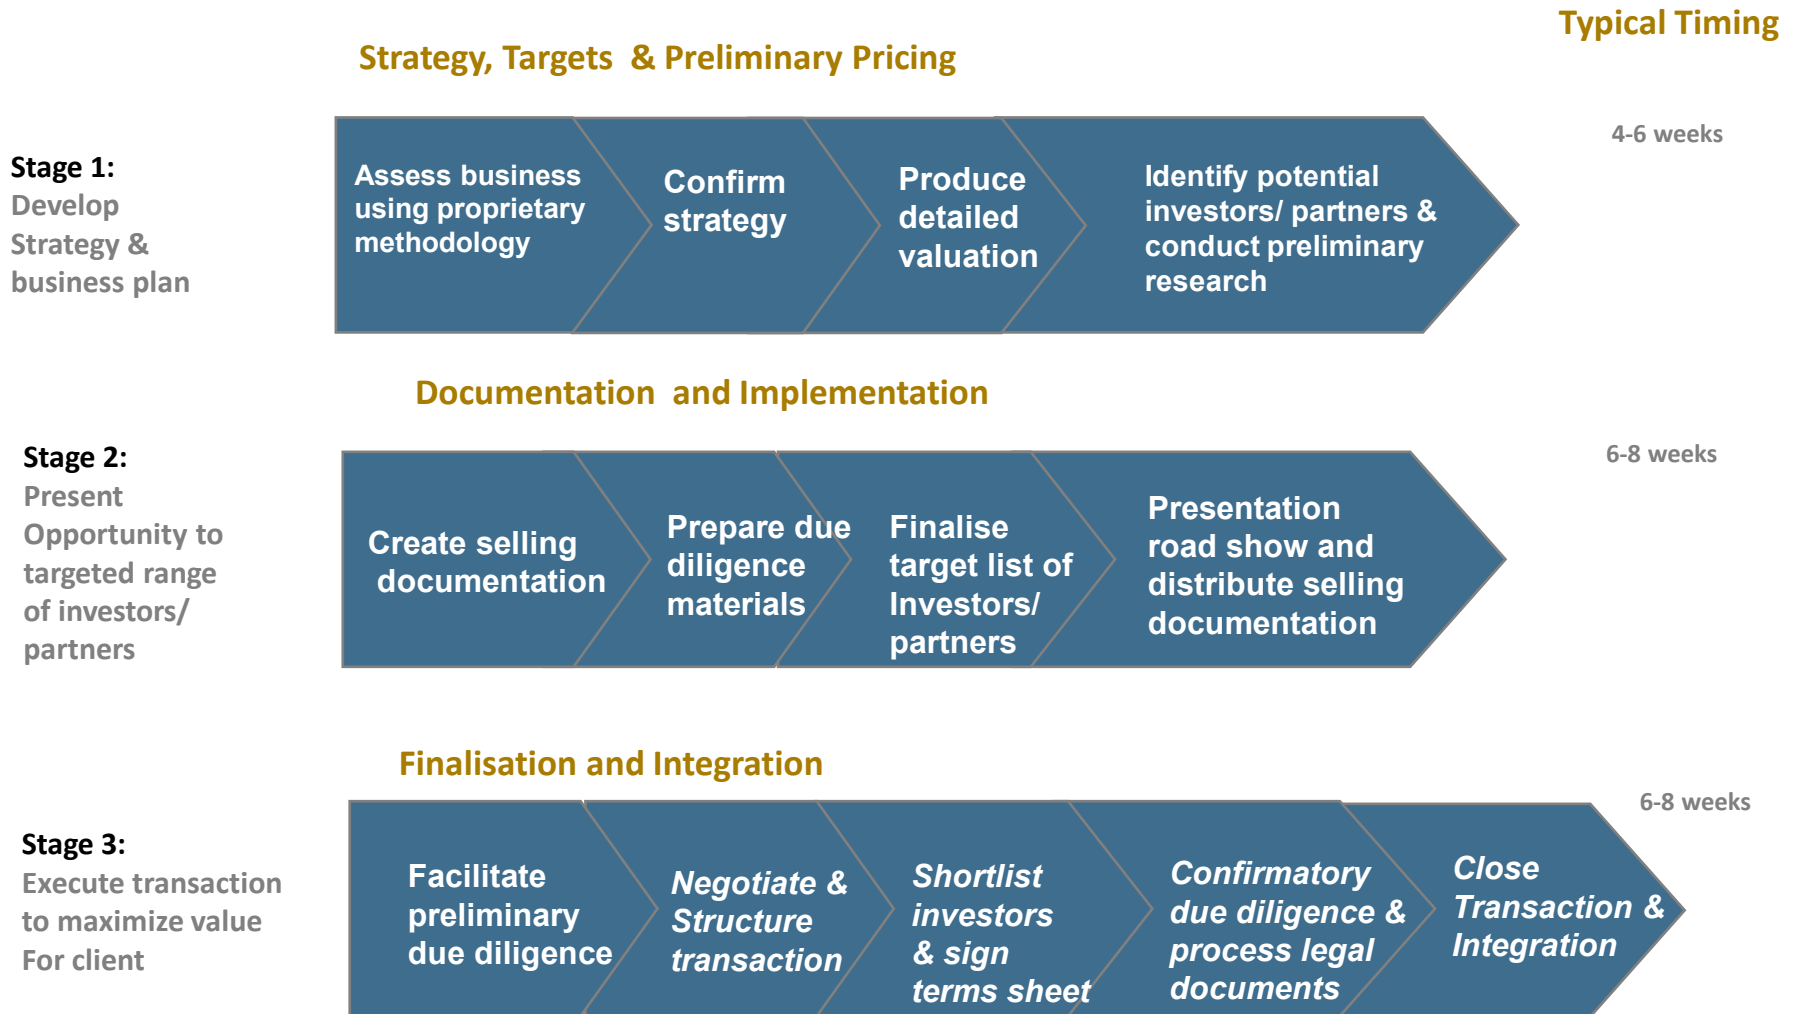 Typical Timing
Strategy, Targets & Preliminary Pricing
4-6 weeks
Stage 1:
Develop
Strategy &
business plan
Assess business
using proprietary
methodology
Confirm
strategy
Produce
detailed
valuation
Identify potential
investors/ partners &
conduct preliminary
research
Documentation and Implementation
6-8 weeks
Stage 2:
Present
Opportunity to
targeted range
of investors/
partners
Create selling
documentation
Prepare due
diligence
materials
Finalise
target list of
Investors/
partners
Presentation
road show and
distribute selling
documentation
Finalisation and Integration
6-8 weeks
Stage 3:
Execute transaction
to maximize value
For client
Facilitate
preliminary
due diligence
Negotiate &
Structure
transaction
Shortlist
investors
& sign
terms sheet
Confirmatory
due diligence &
process legal
documents
Close
Transaction &
Integration